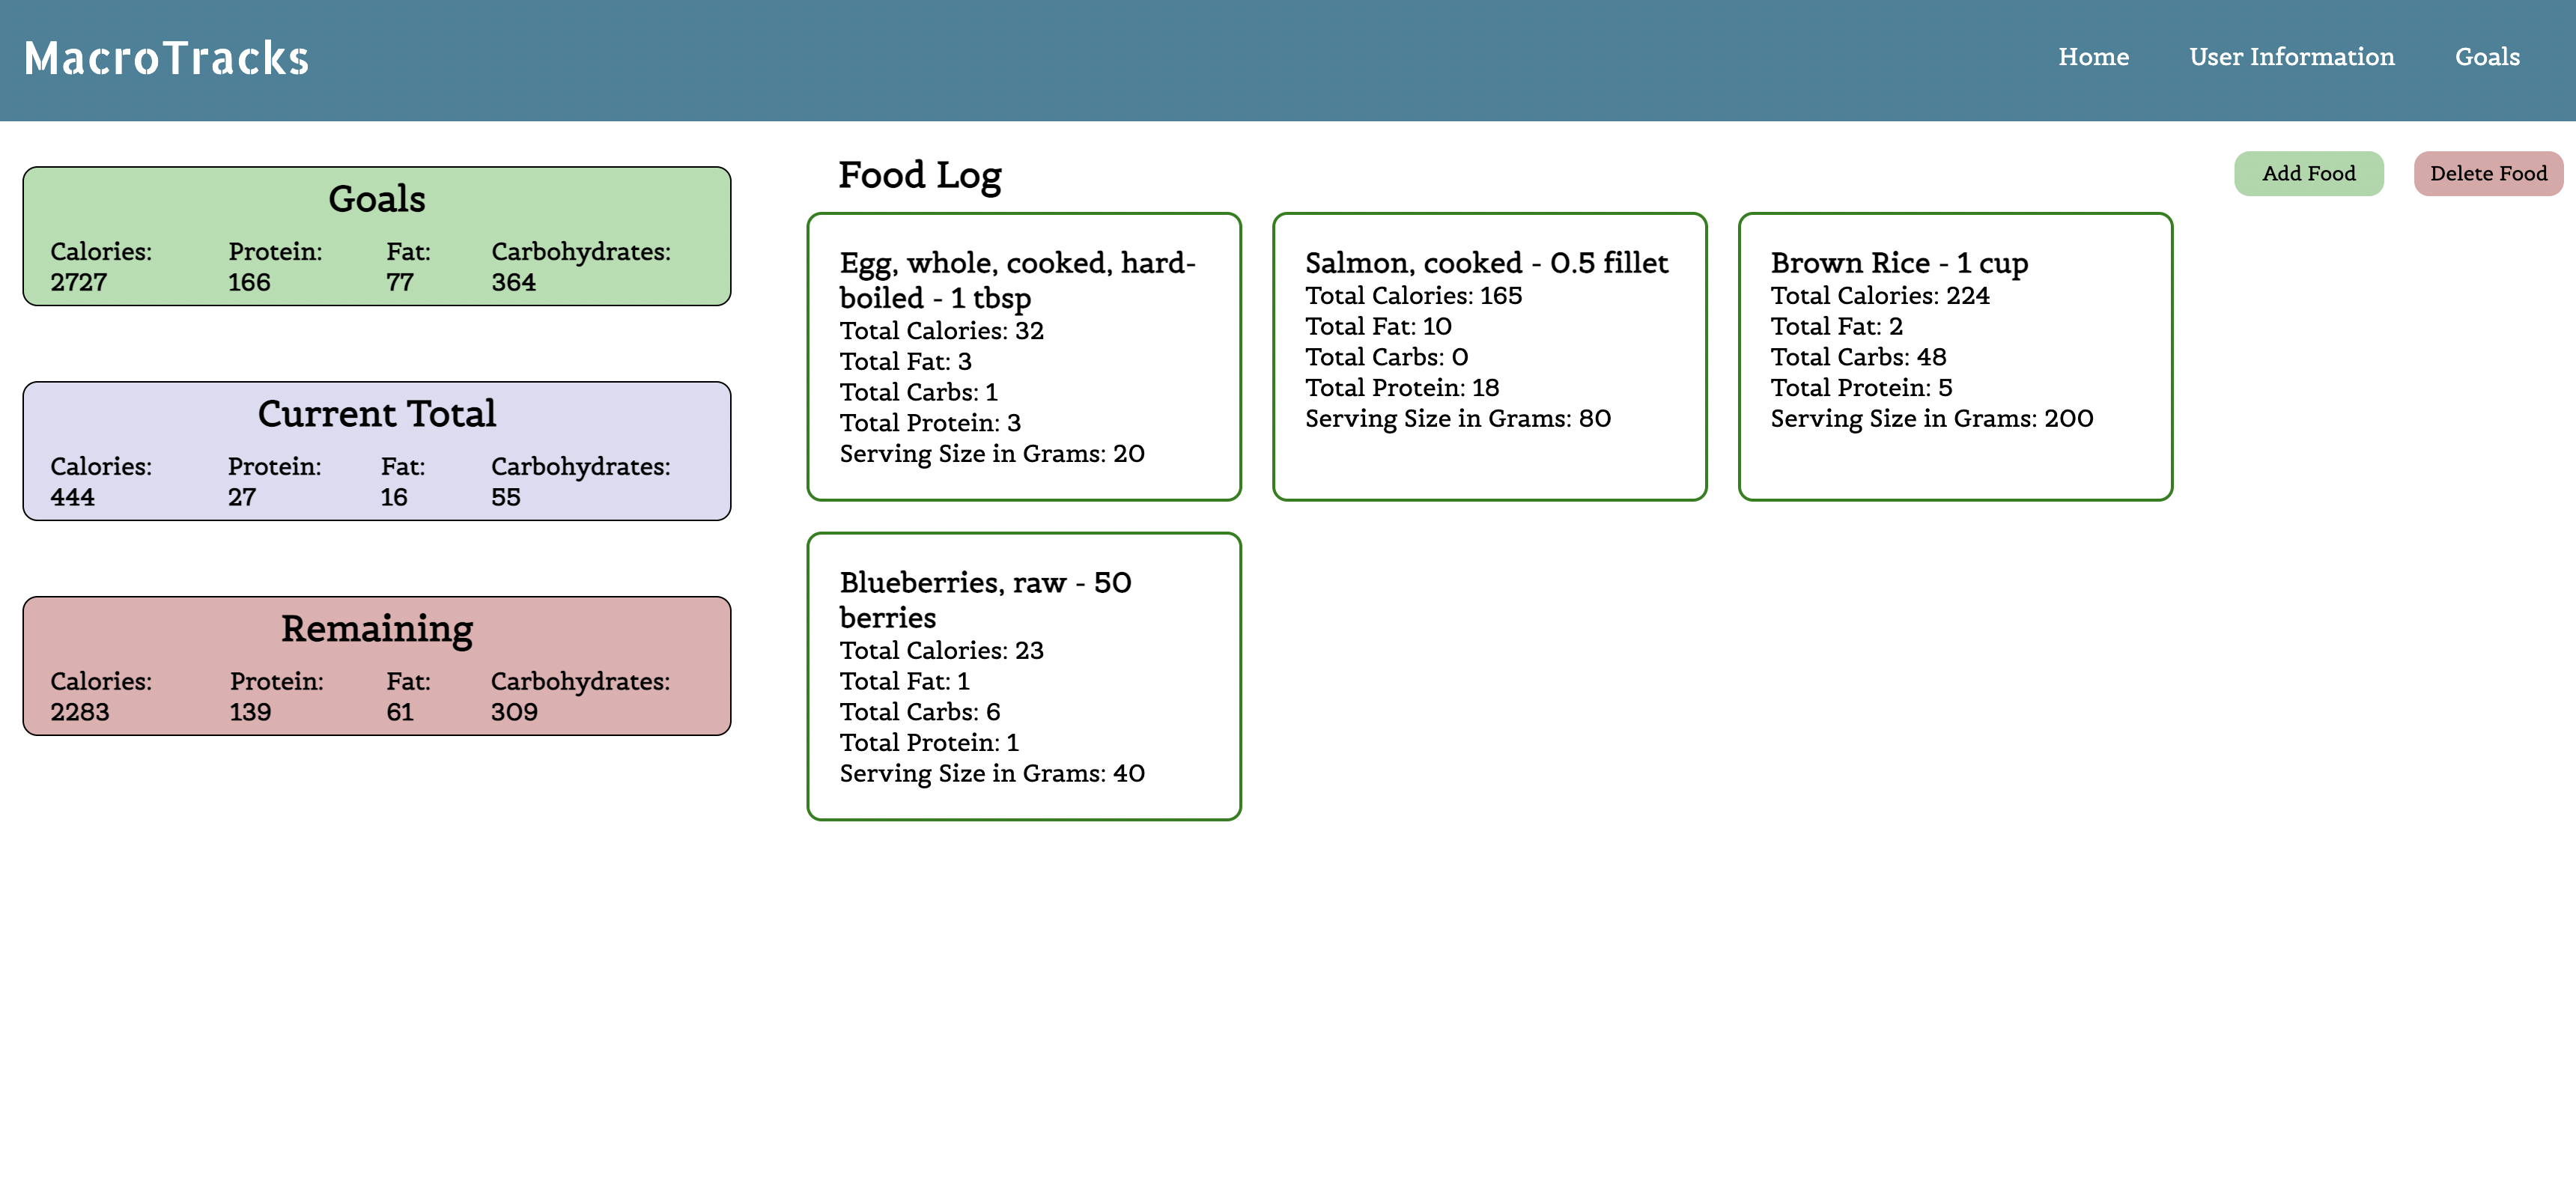 MacroTracks
Home
User Information
Goals
Goals
Calories:
2727
Protein:
166
Fat:
77
Carbohydrates:
364
Current Total
Calories:
444
Protein:
27
Fat:
16
Carbohydrates:
55
Remaining
Calories:
2283
Protein:
139
Fat:
61
Carbohydrates:
309
Food Log
Add Food
Delete Food
Egg, whole, cooked, hard-
boiled - 1 tbsp
Total Calories: 32
Total Fat: 3
Total Carbs: 1
Total Protein: 3
Serving Size in Grams: 20
Salmon, cooked - 0.5 fillet
Total Calories: 165
Total Fat: 10
Total Carbs: 0
Total Protein: 18
Serving Size in Grams: 80
Brown Rice - 1 cup
Total Calories: 224
Total Fat: 2
Total Carbs: 48
Total Protein: 5
Serving Size in Grams: 200
Blueberries, raw - 50
berries
Total Calories: 23
Total Fat: 1
Total Carbs: 6
Total Protein: 1
Serving Size in Grams: 40